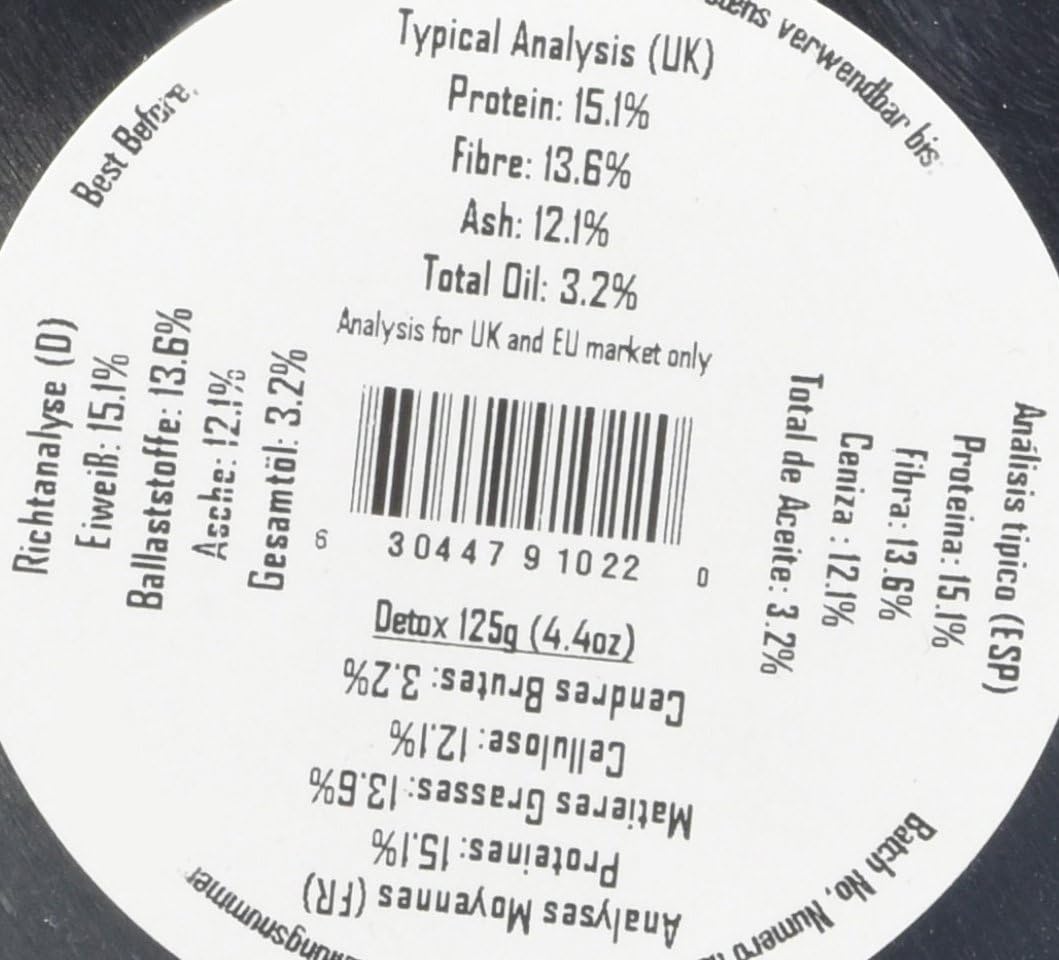 Typical Analysis (UK)
Protein: 15.1%
Fibre: 13.6%
Ash: 12.1%
Total Oil: 3.2%
Analysis for UK and EU market only
6 30447 91022 0
Detox 125g (4.4oz)
Best Before:
verwendbar bis:
Richtanalyse (D)
Eiweiß: 15.1%
Ballaststoffe: 13.6%
Asche: 12.1%
Gesamtöl: 3.2%
Análisis tipico (ESP)
Proteina: 15.1%
Fibra: 13.6%
Ceniza : 12.1%
Total de Aceite: 3.2%
Analyses Moyennes (FR)
Proteines: 15.1%
Matieres Grasses: 13.6%
Cellulose: 12.1%
Cendres Brutes: 3.2%
Batch No, Numero